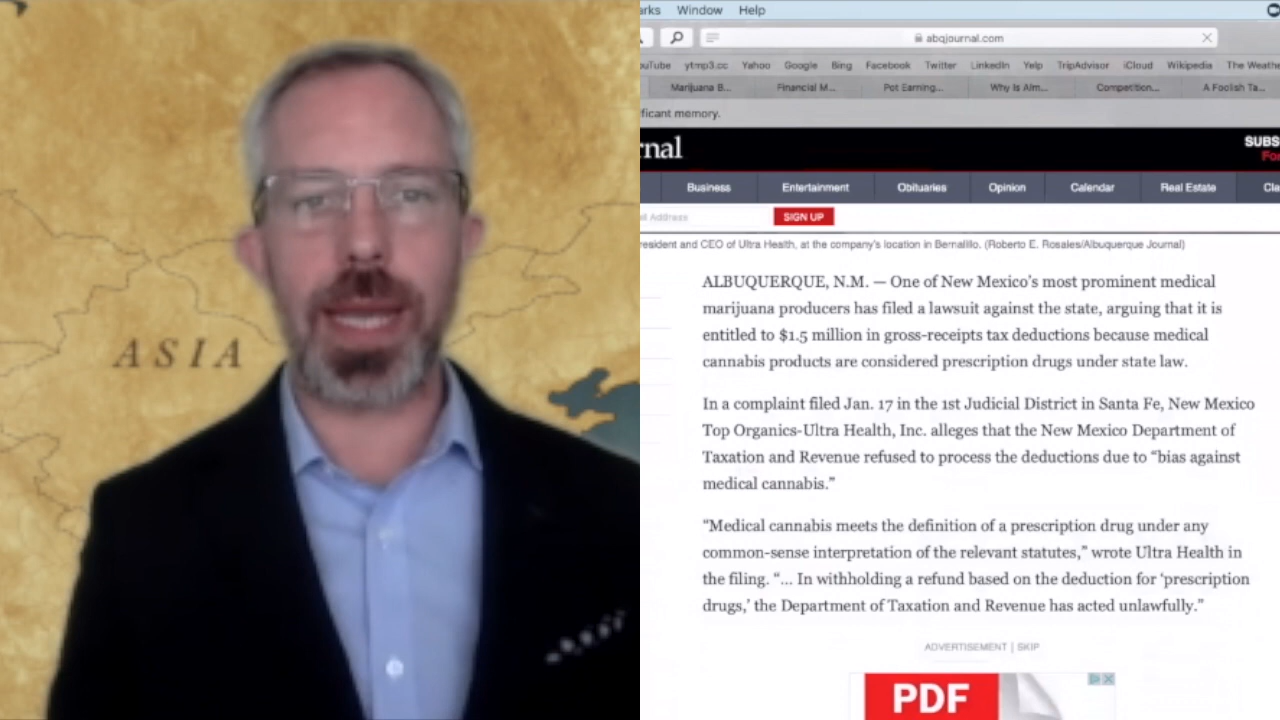 ASIA
Window Help
abqjournal.com
ytmp3.cc Yahoo Google Bing Facebook Twitter LinkedIn Yelp TripAdvisor iCloud Wikipedia The Weathe
Marijuana B... Financial M... Pot Earning... Why Is Alm... Competition... A Foolish Ta...
ficant memory.
rnal
SUBS
Fo
Business Entertainment Obituaries Opinion Calendar Real Estate Cla
il Address SIGN UP
resident and CEO of Ultra Health, at the company's location in Bernalillo. (Roberto E. Rosales/Albuquerque Journal)
ALBUQUERQUE, N.M. — One of New Mexico's most prominent medical
marijuana producers has filed a lawsuit against the state, arguing that it is
entitled to $1.5 million in gross-receipts tax deductions because medical
cannabis products are considered prescription drugs under state law.
In a complaint filed Jan. 17 in the 1st Judicial District in Santa Fe, New Mexico
Top Organics-Ultra Health, Inc. alleges that the New Mexico Department of
Taxation and Revenue refused to process the deductions due to “bias against
medical cannabis.”
“Medical cannabis meets the definition of a prescription drug under any
common-sense interpretation of the relevant statutes,” wrote Ultra Health in
the filing. “... In withholding a refund based on the deduction for ‘prescription
drugs,’ the Department of Taxation and Revenue has acted unlawfully.”
ADVERTISEMENT | SKIP
PDF